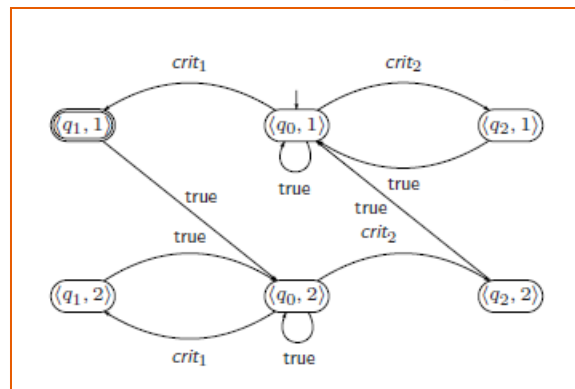 crit₁ crit₂
⟨q₁, 1⟩ ⟨q₀, 1⟩ ⟨q₂, 1⟩
true true
true true
true crit₂
⟨q₁, 2⟩ ⟨q₀, 2⟩ ⟨q₂, 2⟩
crit₁ true